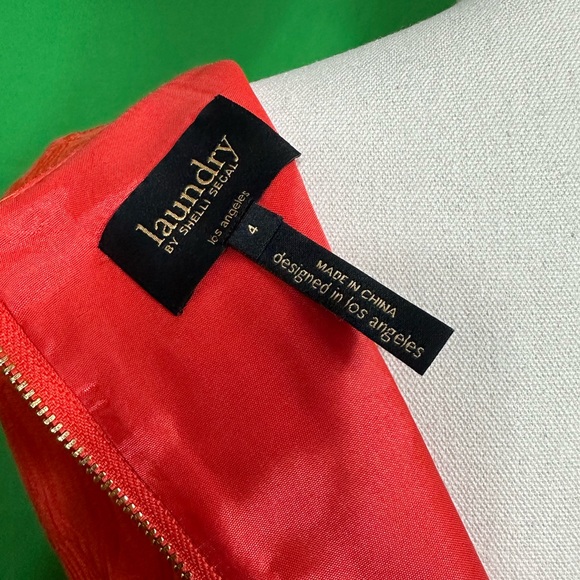 laundry
BY SHELLI SEGAL
los angeles
4
MADE IN CHINA
designed in los angeles